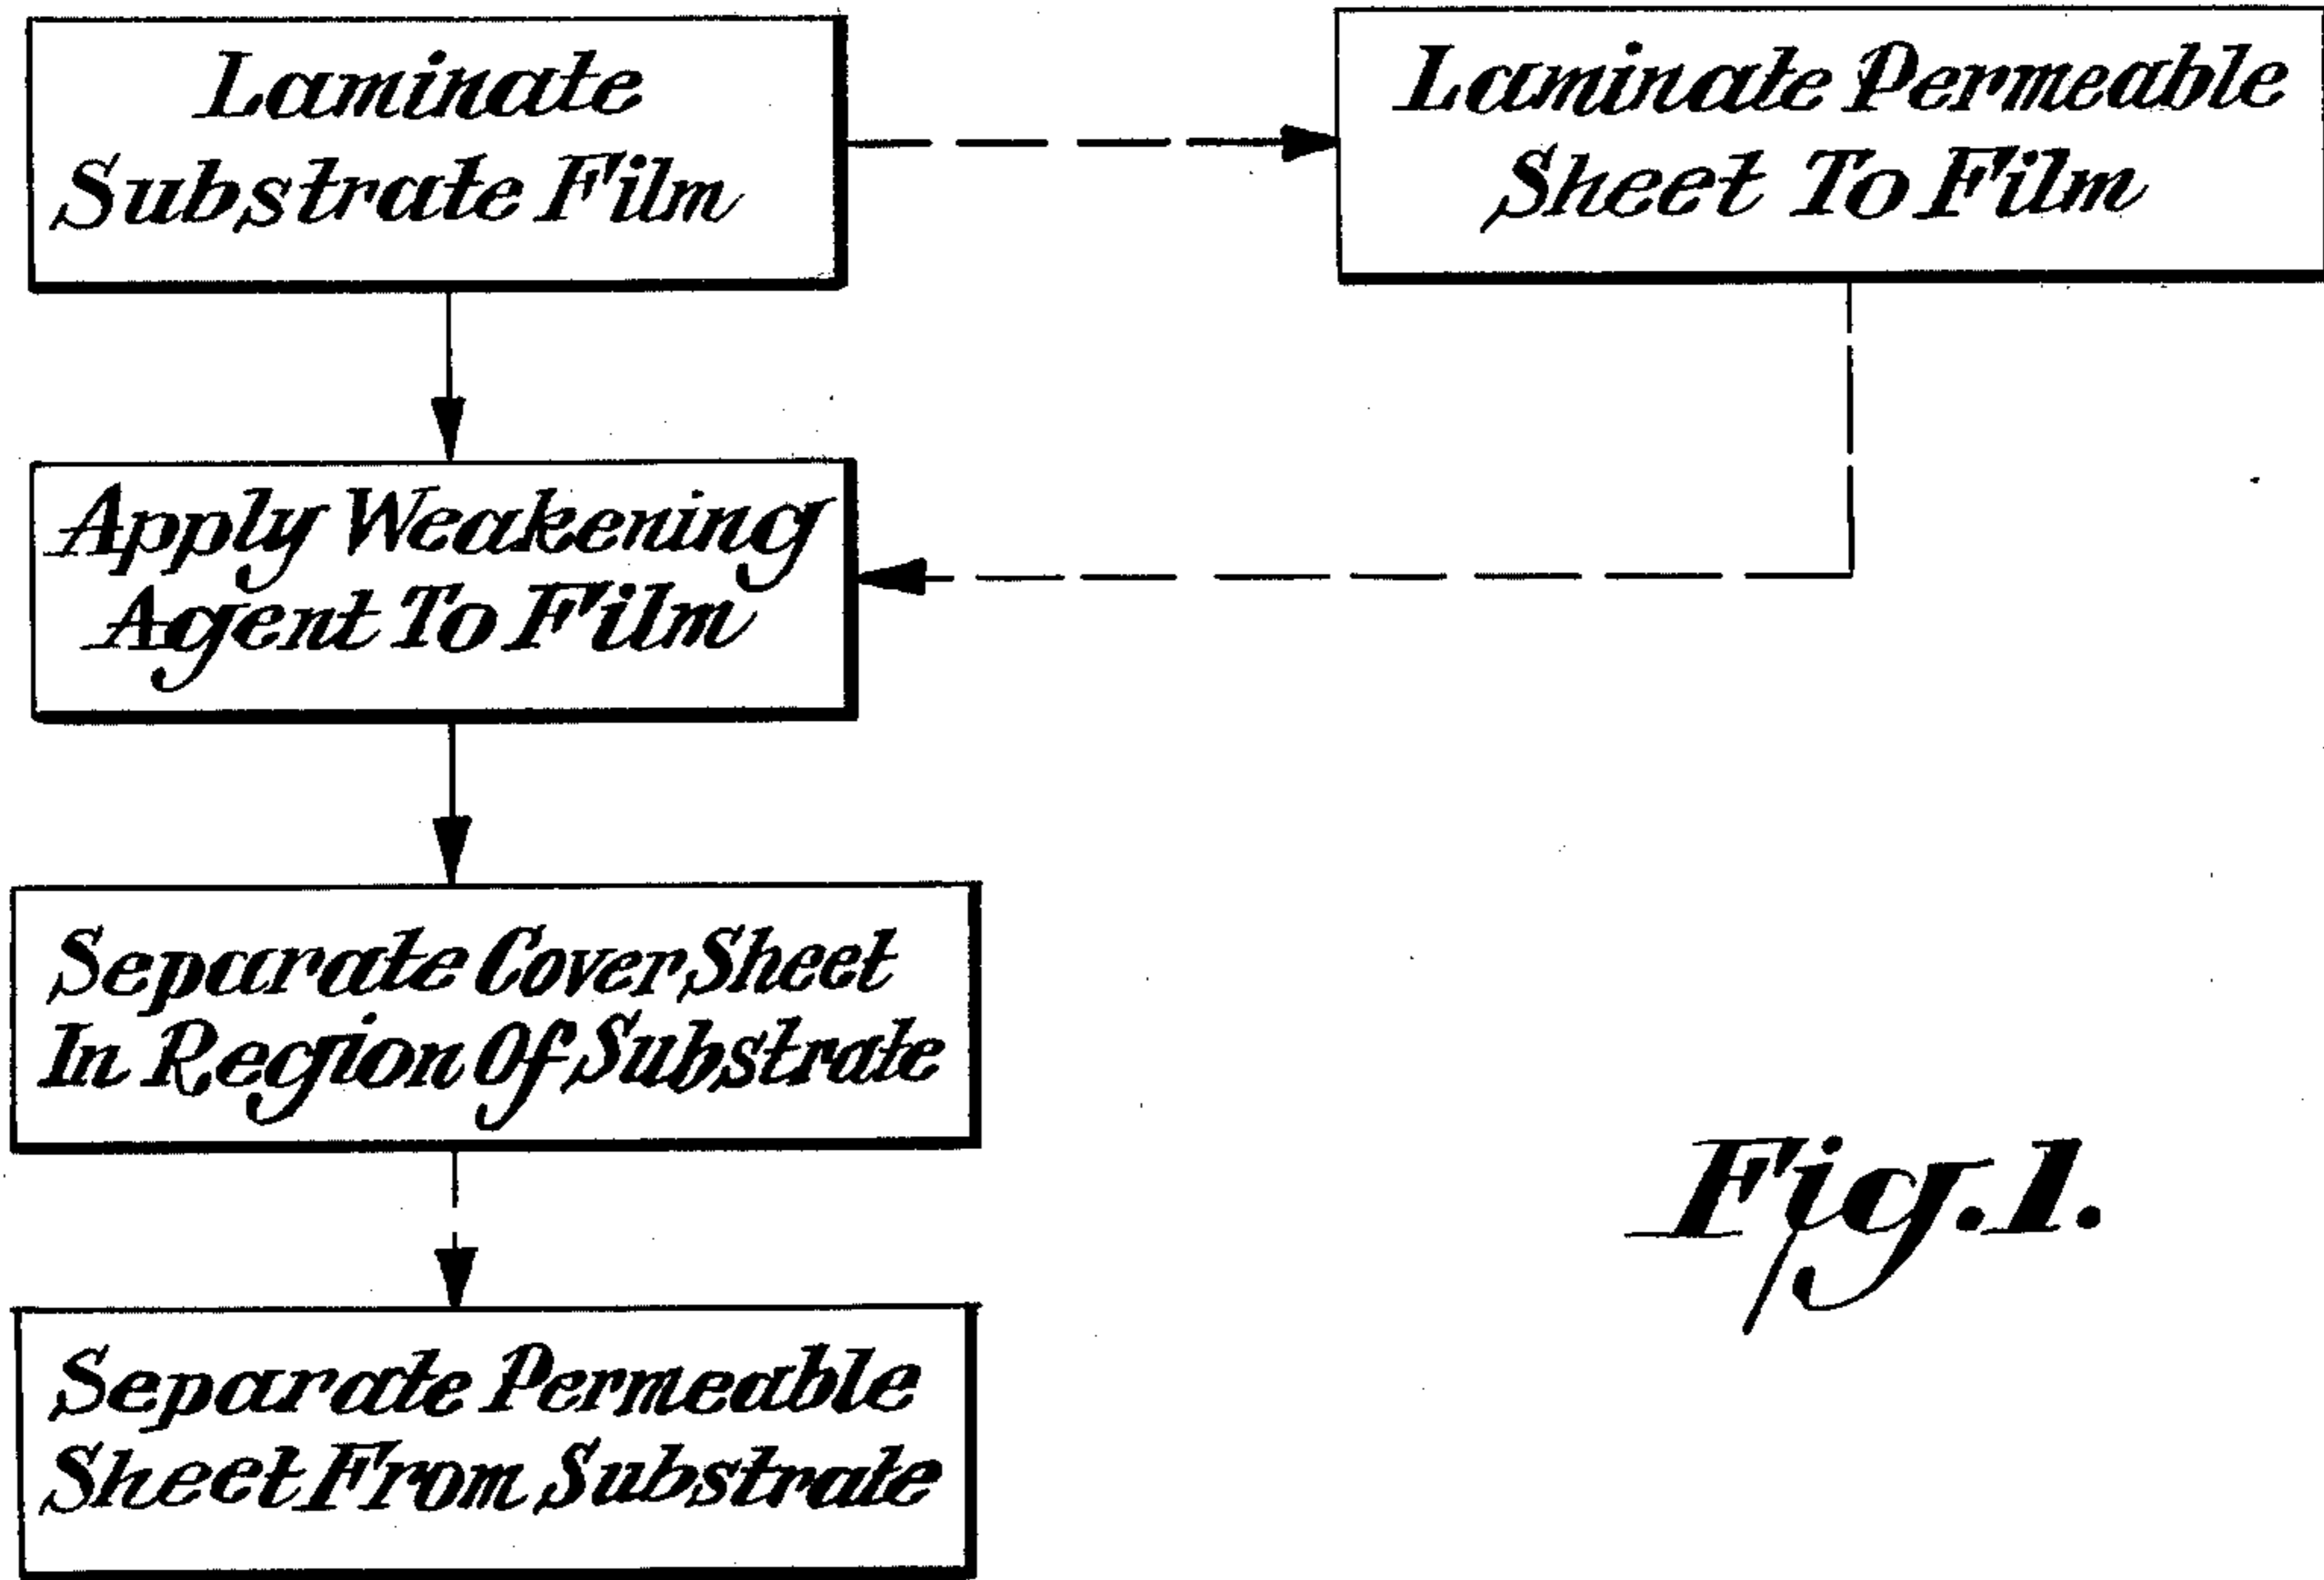 Laminate
Substrate Film
Laminate Permeable
Sheet To Film
Apply Weakening
Agent To Film
Separate Cover Sheet
In Region Of Substrate
Separate Permeable
Sheet From Substrate
Fig. 1.